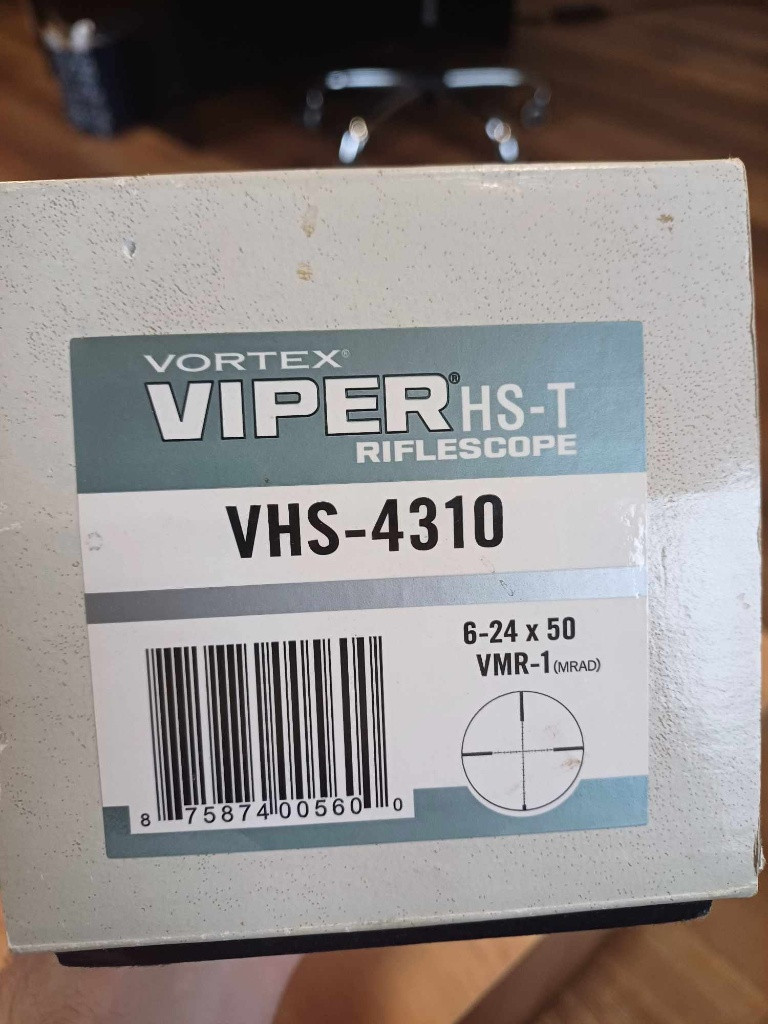 VORTEX®
VIPER® HS-T
RIFLESCOPE
VHS-4310
6-24 x 50
VMR-1 (MRAD)
8 75874 00560 0